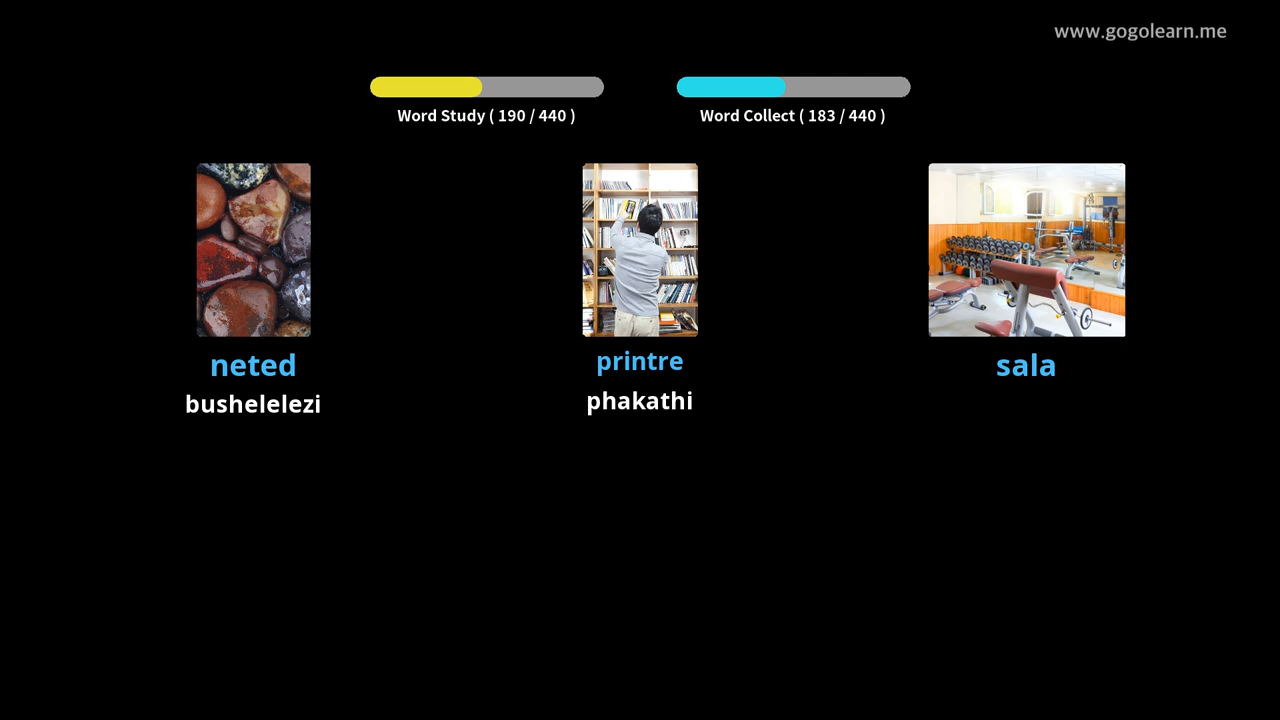 www.gogolearn.me
Word Study ( 190 / 440 )
Word Collect ( 183 / 440 )
neted
bushelelezi
printre
phakathi
sala